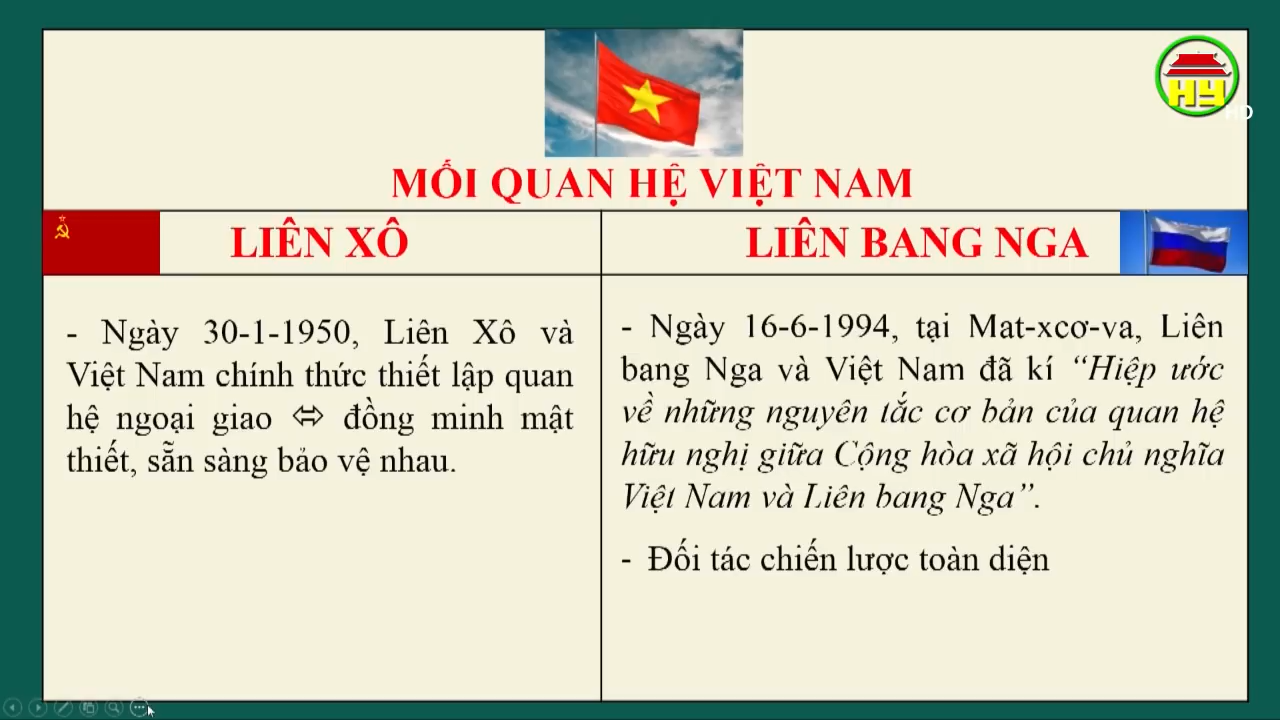 HY
HD
MỐI QUAN HỆ VIỆT NAM
LIÊN XÔ
LIÊN BANG NGA
- Ngày 30-1-1950, Liên Xô và
Việt Nam chính thức thiết lập quan
hệ ngoại giao ⬄ đồng minh mật
thiết, sẵn sàng bảo vệ nhau.
- Ngày 16-6-1994, tại Mat-xcơ-va, Liên
bang Nga và Việt Nam đã kí “Hiệp ước
về những nguyên tắc cơ bản của quan hệ
hữu nghị giữa Cộng hòa xã hội chủ nghĩa
Việt Nam và Liên bang Nga”.
- Đối tác chiến lược toàn diện